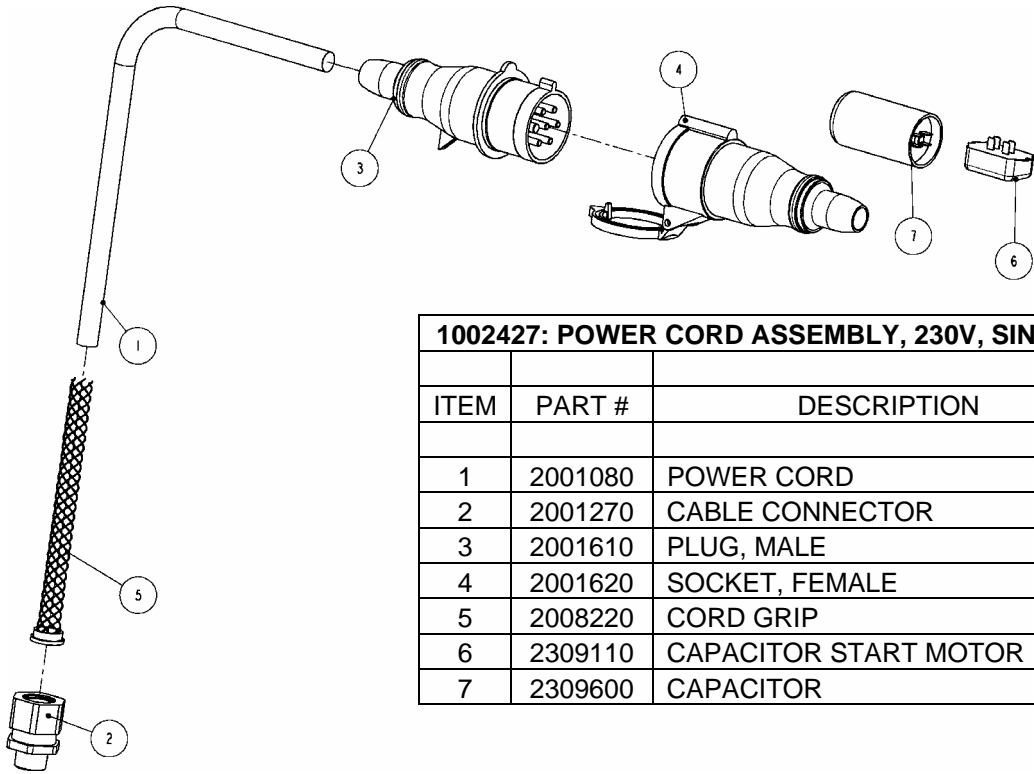 4
3
7
6
1
1002427: POWER CORD ASSEMBLY, 230V, SIN
ITEM PART # DESCRIPTION
1 2001080 POWER CORD
2 2001270 CABLE CONNECTOR
3 2001610 PLUG, MALE
4 2001620 SOCKET, FEMALE
5 2008220 CORD GRIP
6 2309110 CAPACITOR START MOTOR
7 2309600 CAPACITOR
5
2